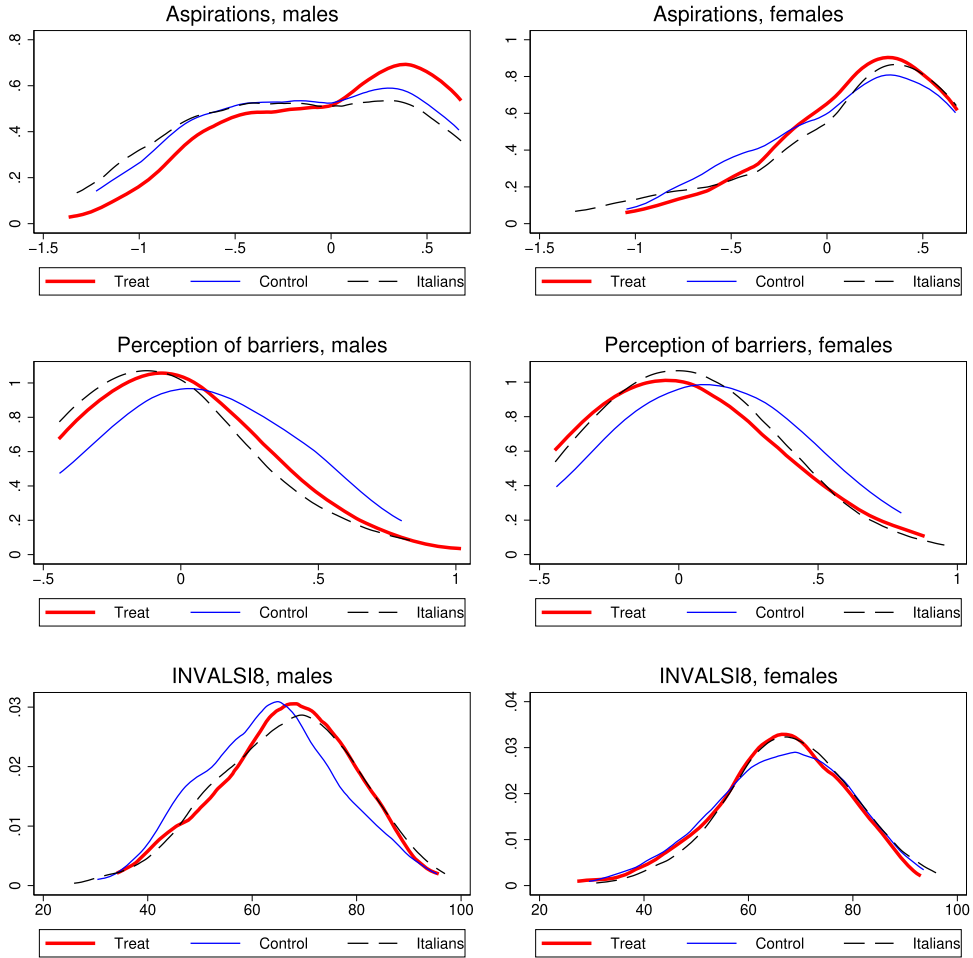 Aspirations, males
.8
.6
.4
.2
0
-1.5 -1 -.5 0 .5
Treat Control Italians
Aspirations, females
1
.8
.6
.4
.2
0
-1.5 -1 -.5 0 .5
Treat Control Italians
Perception of barriers, males
1
.8
.6
.4
.2
0
-.5 0 .5 1
Treat Control Italians
Perception of barriers, females
1
.8
.6
.4
.2
0
-.5 0 .5 1
Treat Control Italians
INVALSI8, males
.03
.02
.01
0
20 40 60 80 100
Treat Control Italians
INVALSI8, females
.04
.03
.02
.01
0
20 40 60 80 100
Treat Control Italians